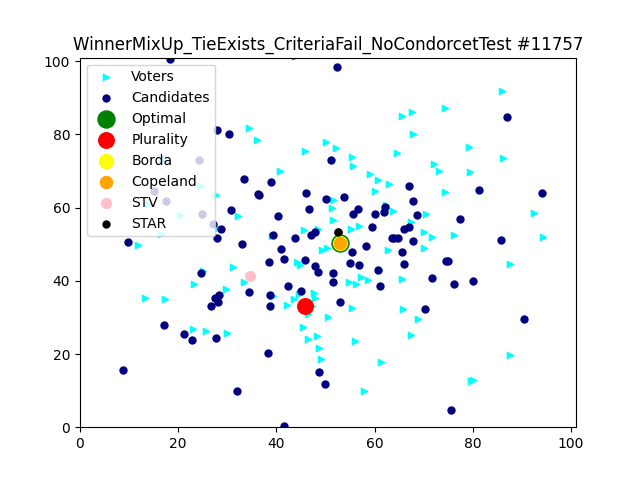 WinnerMixUp_TieExists_CriteriaFail_NoCondorcetTest #11757
100
80
60
40
20
0
0 20 40 60 80 100
Voters
Candidates
Optimal
Plurality
Borda
Copeland
STV
STAR